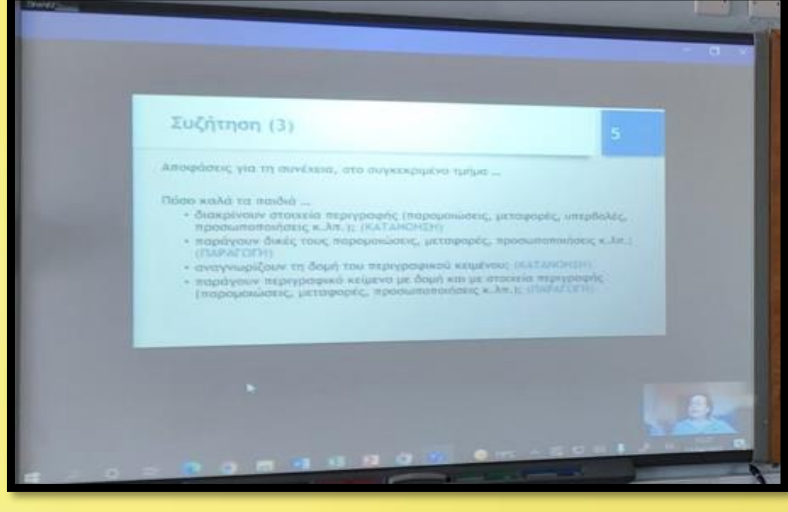 Συζήτηση (3)
5
Αποφάσεις για τη συνέχεια, στο συγκεκριμένο τμήμα ...
Πόσο καλά τα παιδιά ...
• διακρίνουν στοιχεία περιγραφής (παρομοιώσεις, μεταφορές, υπερβολές,
προσωποποιήσεις κ.λπ.); (ΚΑΤΑΝΟΗΣΗ)
• παράγουν δικές τους παρομοιώσεις, μεταφορές, προσωποποιήσεις κ.λπ.;
(ΠΑΡΑΓΩΓΗ)
• αναγνωρίζουν τη δομή του περιγραφικού κειμένου; (ΚΑΤΑΝΟΗΣΗ)
• παράγουν περιγραφικό κείμενο με δομή και με στοιχεία περιγραφής
(παρομοιώσεις, μεταφορές, προσωποποιήσεις κ.λπ.); (ΠΑΡΑΓΩΓΗ)